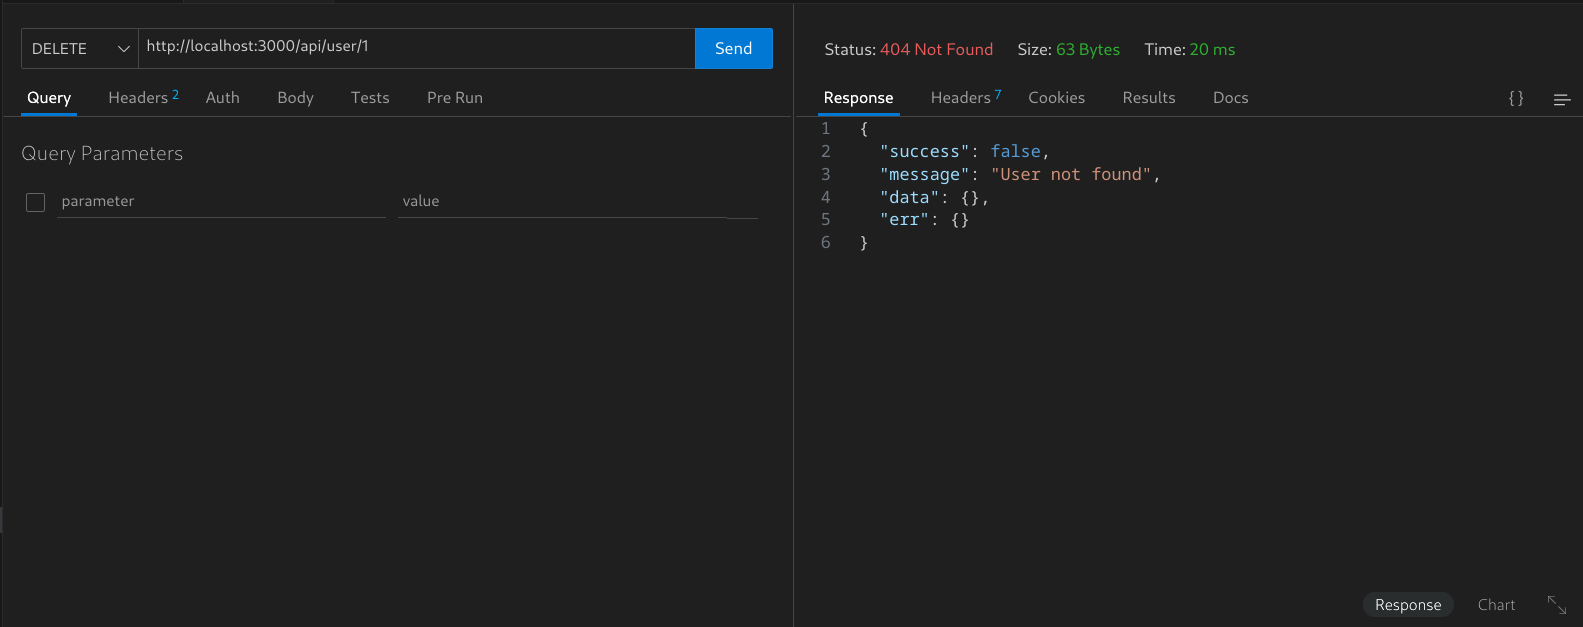 DELETE http://localhost:3000/api/user/1 Send
Query Headers 2 Auth Body Tests Pre Run
Query Parameters
parameter value
Status: 404 Not Found Size: 63 Bytes Time: 20 ms
Response Headers 7 Cookies Results Docs { }
1 {
2 "success": false,
3 "message": "User not found",
4 "data": {},
5 "err": {}
6 }
Response Chart